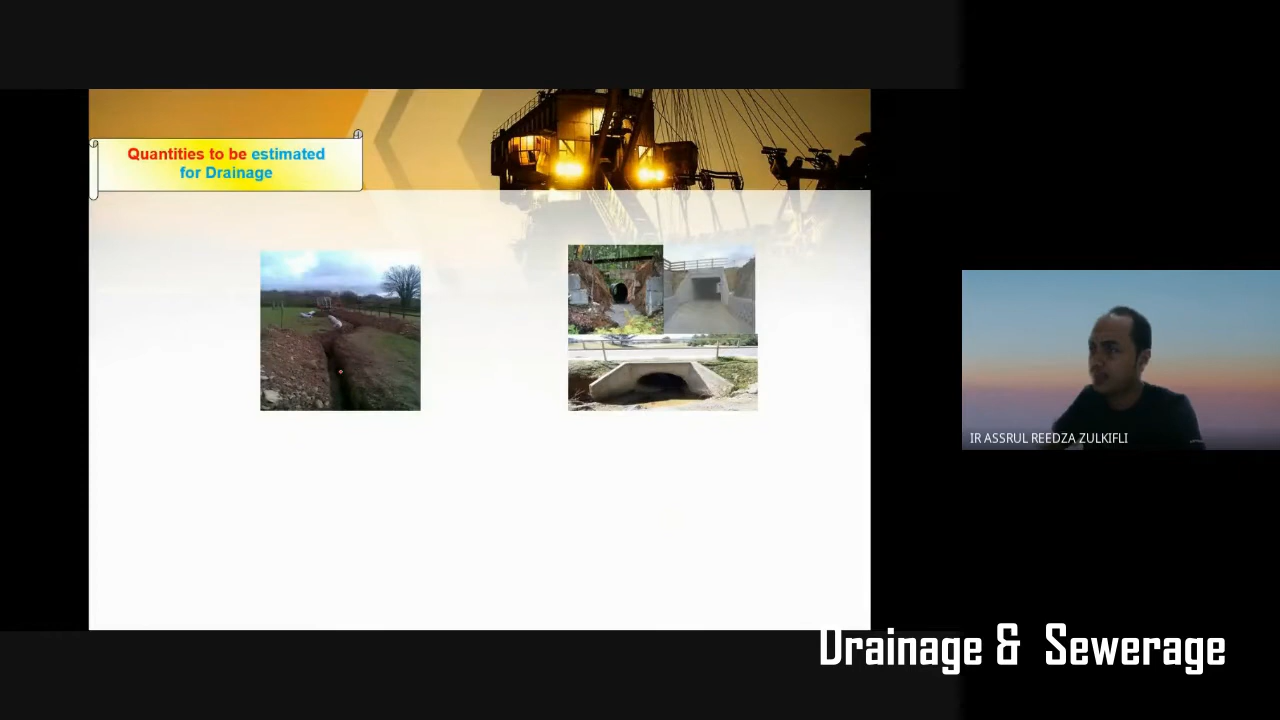 Quantities to be estimated
for Drainage
IR ASSRUL REEDZA ZULKIFLI
Drainage & Sewerage